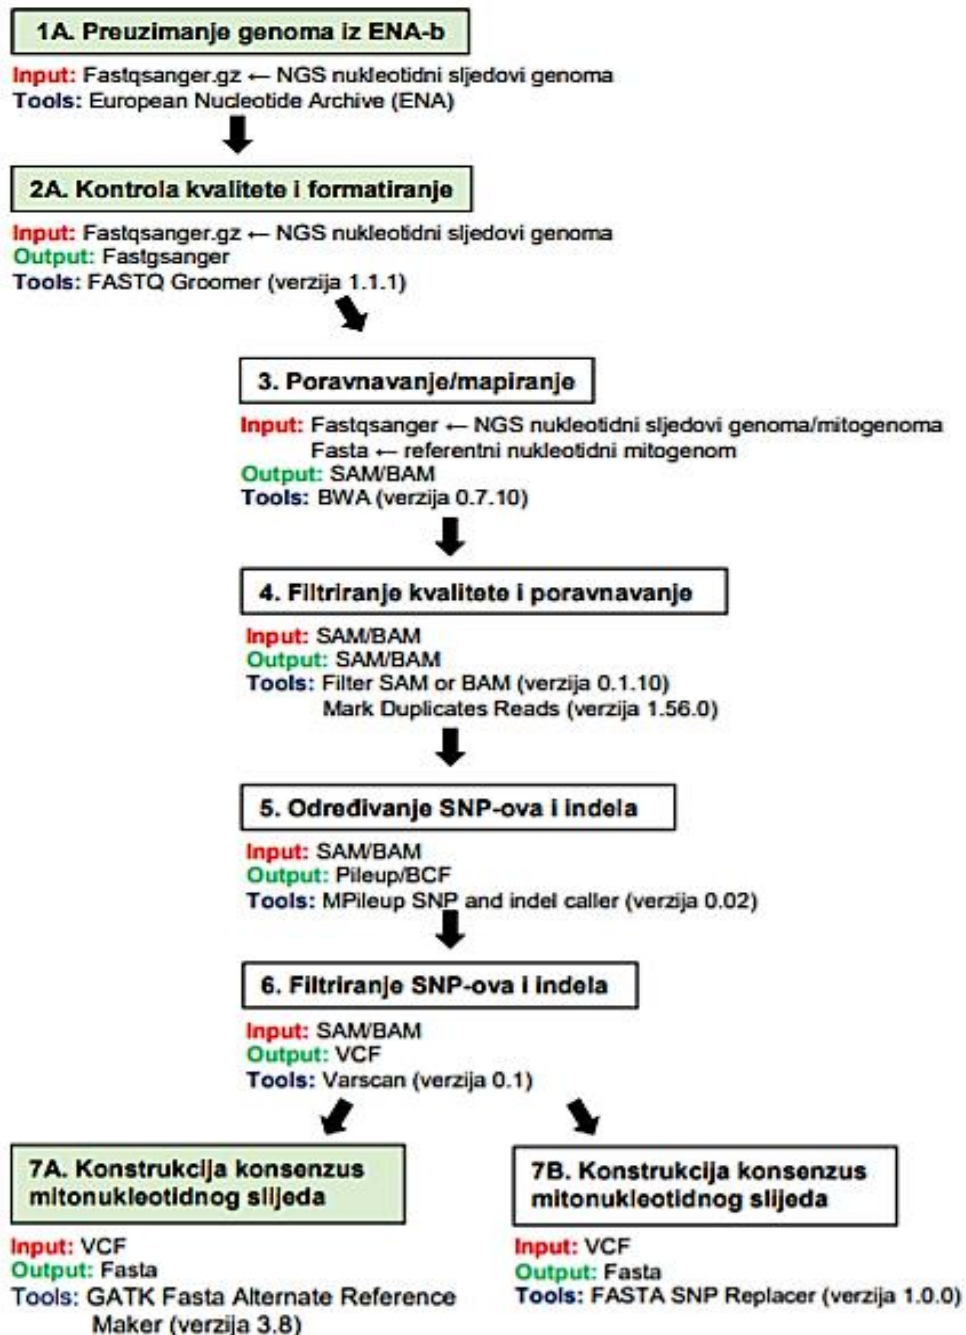 1A. Preuzimanje genoma iz ENA-b
Input: Fastqsanger.gz ← NGS nukleotidni sljedovi genoma
Tools: European Nucleotide Archive (ENA)
2A. Kontrola kvalitete i formatiranje
Input: Fastqsanger.gz ← NGS nukleotidni sljedovi genoma
Output: Fastgsanger
Tools: FASTQ Groomer (verzija 1.1.1)
3. Poravnavanje/mapiranje
Input: Fastqsanger ← NGS nukleotidni sljedovi genoma/mitogenoma
Fasta ← referentni nukleotidni mitogenom
Output: SAM/BAM
Tools: BWA (verzija 0.7.10)
4. Filtriranje kvalitete i poravnavanje
Input: SAM/BAM
Output: SAM/BAM
Tools: Filter SAM or BAM (verzija 0.1.10)
Mark Duplicates Reads (verzija 1.56.0)
5. Određivanje SNP-ova i indela
Input: SAM/BAM
Output: Pileup/BCF
Tools: MPileup SNP and indel caller (verzija 0.02)
6. Filtriranje SNP-ova i indela
Input: SAM/BAM
Output: VCF
Tools: Varscan (verzija 0.1)
7A. Konstrukcija konsenzus
mitonukleotidnog slijeda
Input: VCF
Output: Fasta
Tools: GATK Fasta Alternate Reference
Maker (verzija 3.8)
7B. Konstrukcija konsenzus
mitonukleotidnog slijeda
Input: VCF
Output: Fasta
Tools: FASTA SNP Replacer (verzija 1.0.0)